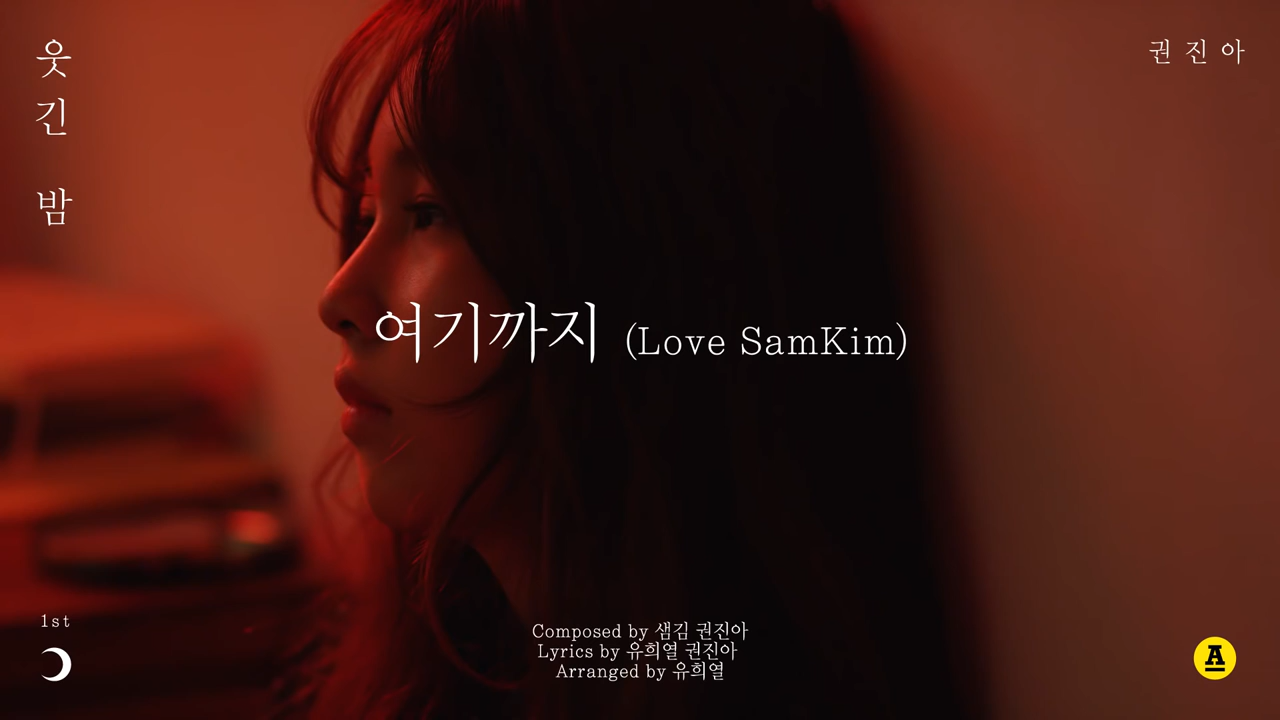 웃긴 밤
권진아
여기까지 (Love SamKim)
1st
Composed by 샘김 권진아
Lyrics by 유희열 권진아
Arranged by 유희열
A